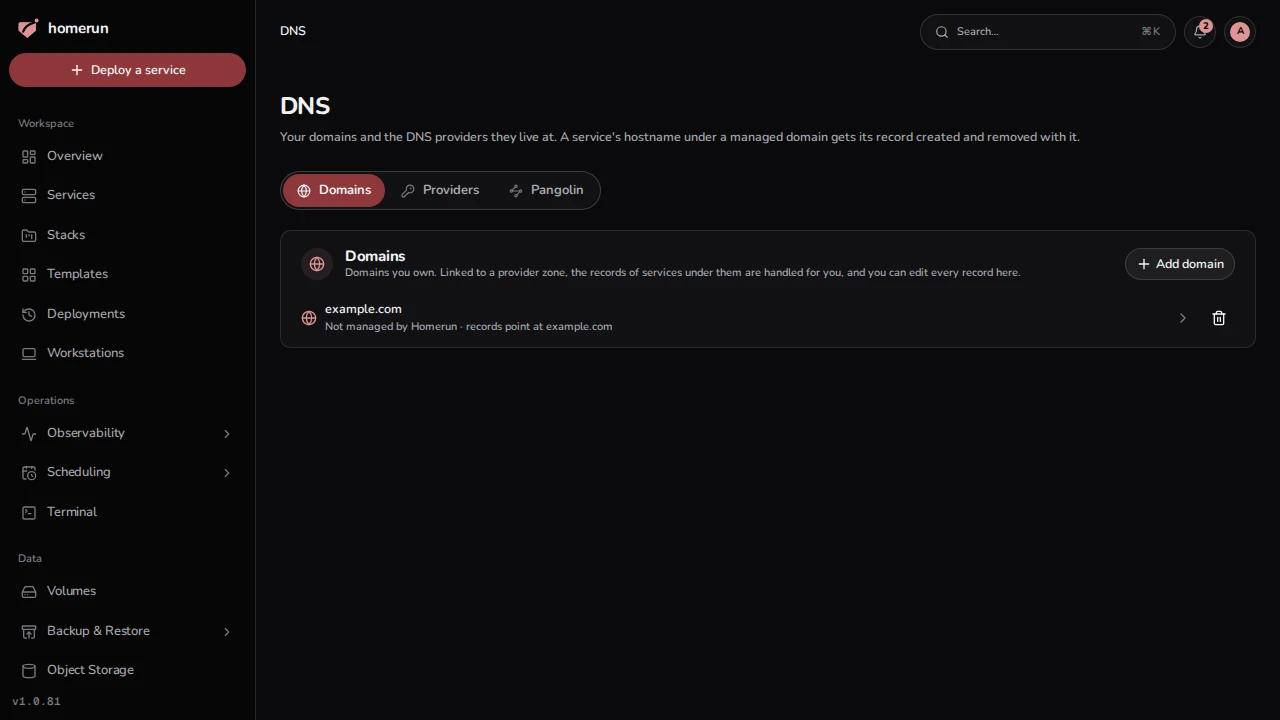 homerun
Deploy a service
Workspace
Overview
Services
Stacks
Templates
Deployments
Workstations
Operations
Observability
Scheduling
Terminal
Data
Volumes
Backup & Restore
Object Storage
v1.0.81
DNS
Search...
⌘K
2
A
DNS
Your domains and the DNS providers they live at. A service's hostname under a managed domain gets its record created and removed with it.
Domains
Providers
Pangolin
Domains
Domains you own. Linked to a provider zone, the records of services under them are handled for you, and you can edit every record here.
Add domain
example.com
Not managed by Homerun · records point at example.com